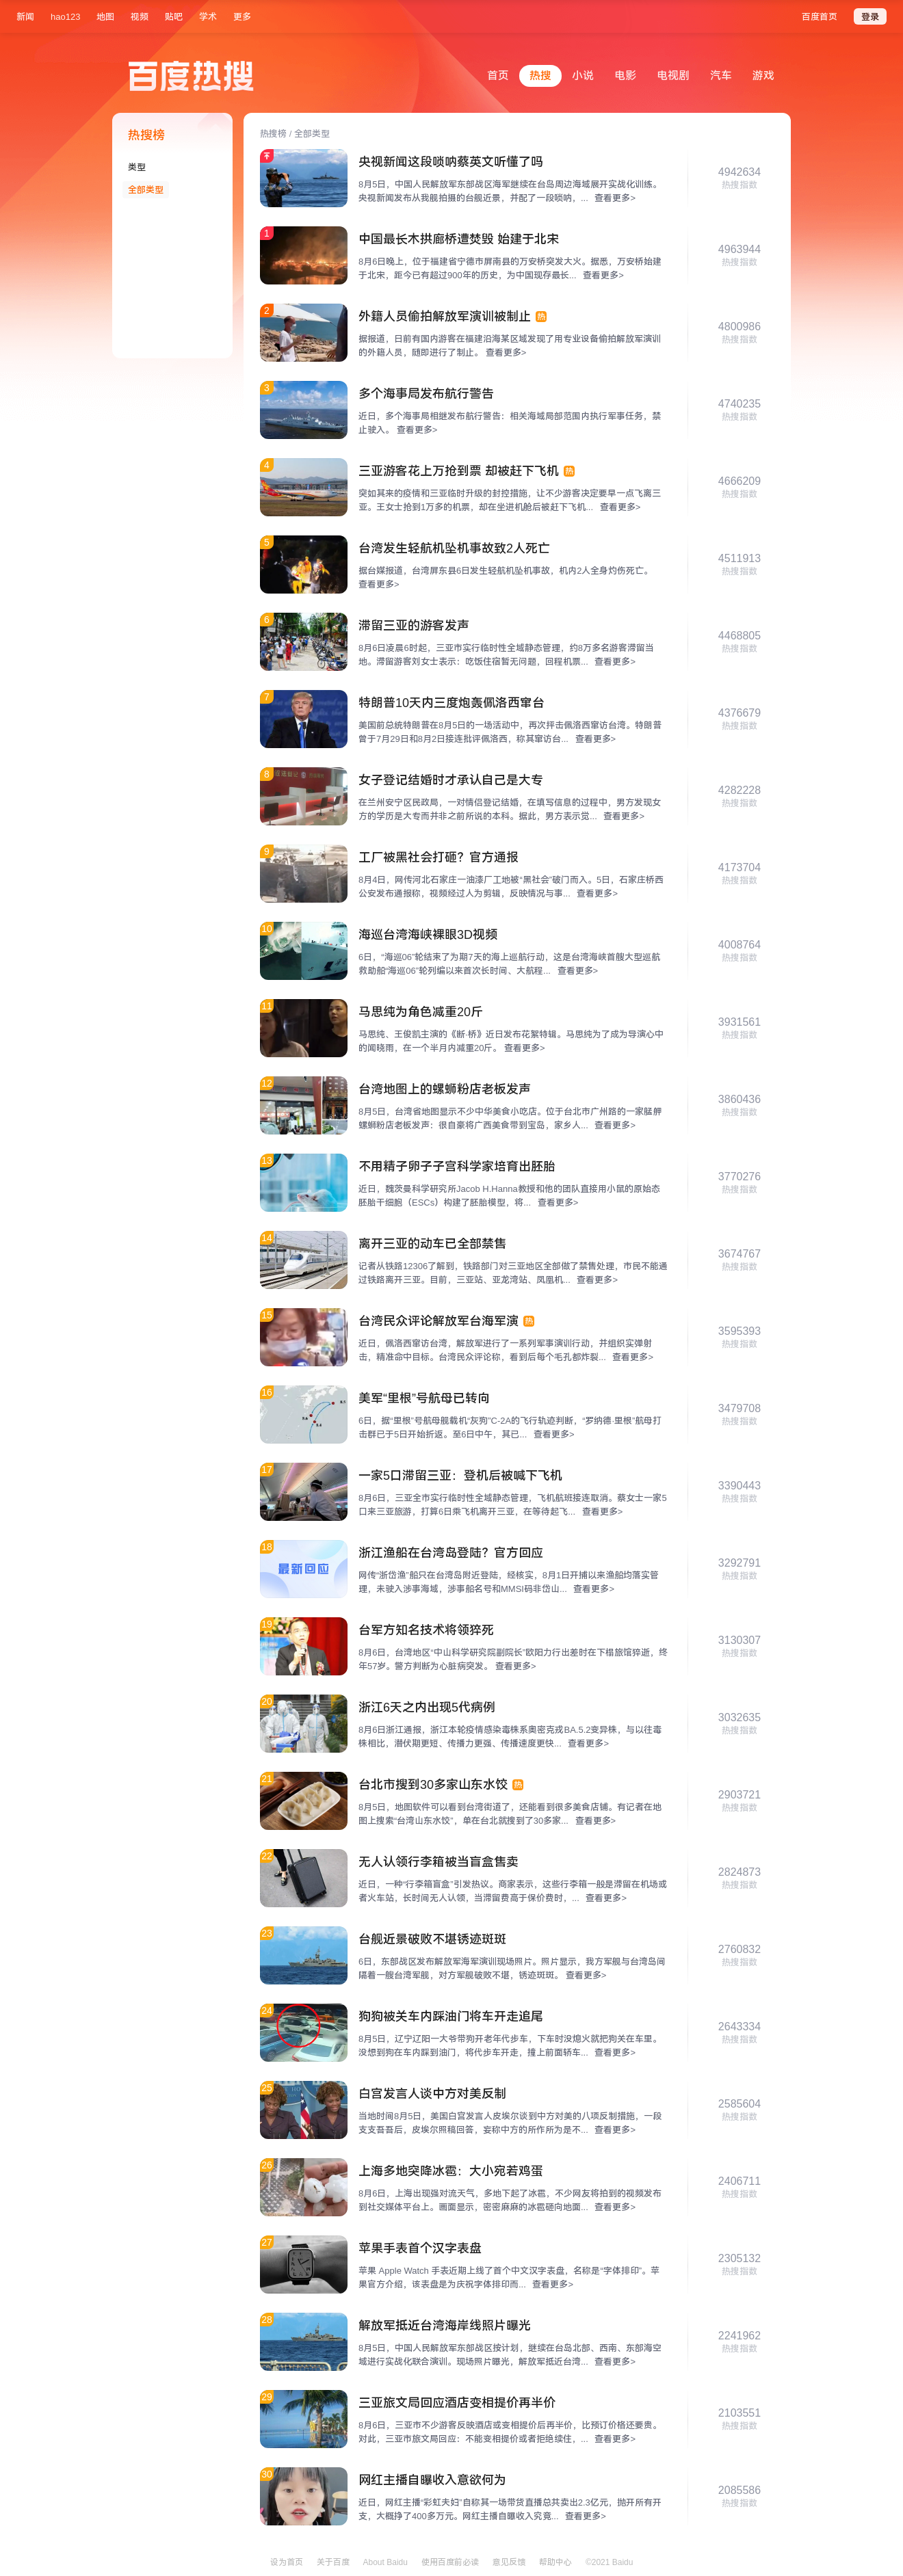 新闻 hao123 地图 视频 贴吧 学术 更多 百度首页 登录
百度热搜
首页 热搜 小说 电影 电视剧 汽车 游戏
热搜榜
类型
全部类型
热搜榜 / 全部类型
央视新闻这段唢呐蔡英文听懂了吗
8月5日，中国人民解放军东部战区海军继续在台岛周边海域展开实战化训练。
央视新闻发布从我舰拍摄的台舰近景，并配了一段唢呐，... 查看更多>
4942634
热搜指数
1
中国最长木拱廊桥遭焚毁 始建于北宋
8月6日晚上，位于福建省宁德市屏南县的万安桥突发大火。据悉，万安桥始建
于北宋，距今已有超过900年的历史，为中国现存最长... 查看更多>
4963944
热搜指数
2
外籍人员偷拍解放军演训被制止 热
据报道，日前有国内游客在福建沿海某区域发现了用专业设备偷拍解放军演训
的外籍人员，随即进行了制止。 查看更多>
4800986
热搜指数
3
多个海事局发布航行警告
近日，多个海事局相继发布航行警告：相关海域局部范围内执行军事任务，禁
止驶入。 查看更多>
4740235
热搜指数
4
三亚游客花上万抢到票 却被赶下飞机 热
突如其来的疫情和三亚临时升级的封控措施，让不少游客决定要早一点飞离三
亚。王女士抢到1万多的机票，却在坐进机舱后被赶下飞机... 查看更多>
4666209
热搜指数
5
台湾发生轻航机坠机事故致2人死亡
据台媒报道，台湾屏东县6日发生轻航机坠机事故，机内2人全身灼伤死亡。
查看更多>
4511913
热搜指数
6
滞留三亚的游客发声
8月6日凌晨6时起，三亚市实行临时性全域静态管理，约8万多名游客滞留当
地。滞留游客刘女士表示：吃饭住宿暂无问题，回程机票... 查看更多>
4468805
热搜指数
7
特朗普10天内三度炮轰佩洛西窜台
美国前总统特朗普在8月5日的一场活动中，再次抨击佩洛西窜访台湾。特朗普
曾于7月29日和8月2日接连批评佩洛西，称其窜访台... 查看更多>
4376679
热搜指数
8
女子登记结婚时才承认自己是大专
在兰州安宁区民政局，一对情侣登记结婚，在填写信息的过程中，男方发现女
方的学历是大专而并非之前所说的本科。据此，男方表示觉... 查看更多>
4282228
热搜指数
9
工厂被黑社会打砸？官方通报
8月4日，网传河北石家庄一油漆厂工地被“黑社会”破门而入。5日，石家庄桥西
公安发布通报称，视频经过人为剪辑，反映情况与事... 查看更多>
4173704
热搜指数
10
海巡台湾海峡裸眼3D视频
6日，“海巡06”轮结束了为期7天的海上巡航行动，这是台湾海峡首艘大型巡航
救助船“海巡06”轮列编以来首次长时间、大航程... 查看更多>
4008764
热搜指数
11
马思纯为角色减重20斤
马思纯、王俊凯主演的《断·桥》近日发布花絮特辑。马思纯为了成为导演心中
的闻晓雨，在一个半月内减重20斤。 查看更多>
3931561
热搜指数
12
台湾地图上的螺蛳粉店老板发声
8月5日，台湾省地图显示不少中华美食小吃店。位于台北市广州路的一家艋舺
螺蛳粉店老板发声：很自豪将广西美食带到宝岛，家乡人... 查看更多>
3860436
热搜指数
13
不用精子卵子子宫科学家培育出胚胎
近日，魏茨曼科学研究所Jacob H.Hanna教授和他的团队直接用小鼠的原始态
胚胎干细胞（ESCs）构建了胚胎模型，将... 查看更多>
3770276
热搜指数
14
离开三亚的动车已全部禁售
记者从铁路12306了解到，铁路部门对三亚地区全部做了禁售处理，市民不能通
过铁路离开三亚。目前，三亚站、亚龙湾站、凤凰机... 查看更多>
3674767
热搜指数
15
台湾民众评论解放军台海军演 热
近日，佩洛西窜访台湾，解放军进行了一系列军事演训行动，并组织实弹射
击，精准命中目标。台湾民众评论称，看到后每个毛孔都炸裂... 查看更多>
3595393
热搜指数
16
美军“里根”号航母已转向
6日，据“里根”号航母舰载机“灰狗”C-2A的飞行轨迹判断，“罗纳德·里根”航母打
击群已于5日开始折返。至6日中午，其已... 查看更多>
3479708
热搜指数
17
一家5口滞留三亚：登机后被喊下飞机
8月6日，三亚全市实行临时性全域静态管理，飞机航班接连取消。蔡女士一家5
口来三亚旅游，打算6日乘飞机离开三亚，在等待起飞... 查看更多>
3390443
热搜指数
18
最新回应
浙江渔船在台湾岛登陆？官方回应
网传“浙岱渔”船只在台湾岛附近登陆，经核实，8月1日开捕以来渔船均落实管
理，未驶入涉事海域，涉事船名号和MMSI码非岱山... 查看更多>
3292791
热搜指数
19
台军方知名技术将领猝死
8月6日，台湾地区“中山科学研究院副院长”欧阳力行出差时在下榻旅馆猝逝，终
年57岁。警方判断为心脏病突发。 查看更多>
3130307
热搜指数
20
浙江6天之内出现5代病例
8月6日浙江通报，浙江本轮疫情感染毒株系奥密克戎BA.5.2变异株，与以往毒
株相比，潜伏期更短、传播力更强、传播速度更快... 查看更多>
3032635
热搜指数
21
台北市搜到30多家山东水饺 热
8月5日，地图软件可以看到台湾街道了，还能看到很多美食店铺。有记者在地
图上搜索“台湾山东水饺”，单在台北就搜到了30多家... 查看更多>
2903721
热搜指数
22
无人认领行李箱被当盲盒售卖
近日，一种“行李箱盲盒”引发热议。商家表示，这些行李箱一般是滞留在机场或
者火车站，长时间无人认领，当滞留费高于保价费时，... 查看更多>
2824873
热搜指数
23
台舰近景破败不堪锈迹斑斑
6日，东部战区发布解放军海军演训现场照片。照片显示，我方军舰与台湾岛间
隔着一艘台湾军舰，对方军舰破败不堪，锈迹斑斑。 查看更多>
2760832
热搜指数
24
狗狗被关车内踩油门将车开走追尾
8月5日，辽宁辽阳一大爷带狗开老年代步车，下车时没熄火就把狗关在车里。
没想到狗在车内踩到油门，将代步车开走，撞上前面轿车... 查看更多>
2643334
热搜指数
25
白宫发言人谈中方对美反制
当地时间8月5日，美国白宫发言人皮埃尔谈到中方对美的八项反制措施，一段
支支吾吾后，皮埃尔照稿回答，妄称中方的所作所为是不... 查看更多>
2585604
热搜指数
26
上海多地突降冰雹：大小宛若鸡蛋
8月6日，上海出现强对流天气，多地下起了冰雹，不少网友将拍到的视频发布
到社交媒体平台上。画面显示，密密麻麻的冰雹砸向地面... 查看更多>
2406711
热搜指数
27
苹果手表首个汉字表盘
苹果 Apple Watch 手表近期上线了首个中文汉字表盘，名称是“字体排印”。苹
果官方介绍，该表盘是为庆祝字体排印而... 查看更多>
2305132
热搜指数
28
解放军抵近台湾海岸线照片曝光
8月5日，中国人民解放军东部战区按计划，继续在台岛北部、西南、东部海空
域进行实战化联合演训。现场照片曝光，解放军抵近台湾... 查看更多>
2241962
热搜指数
29
三亚旅文局回应酒店变相提价再半价
8月6日，三亚市不少游客反映酒店或变相提价后再半价，比预订价格还要贵。
对此，三亚市旅文局回应：不能变相提价或者拒绝续住，... 查看更多>
2103551
热搜指数
30
网红主播自曝收入意欲何为
近日，网红主播“彩虹夫妇”自称其一场带货直播总共卖出2.3亿元，抛开所有开
支，大概挣了400多万元。网红主播自曝收入究竟... 查看更多>
2085586
热搜指数
设为首页 关于百度 About Baidu 使用百度前必读 意见反馈 帮助中心 ©2021 Baidu